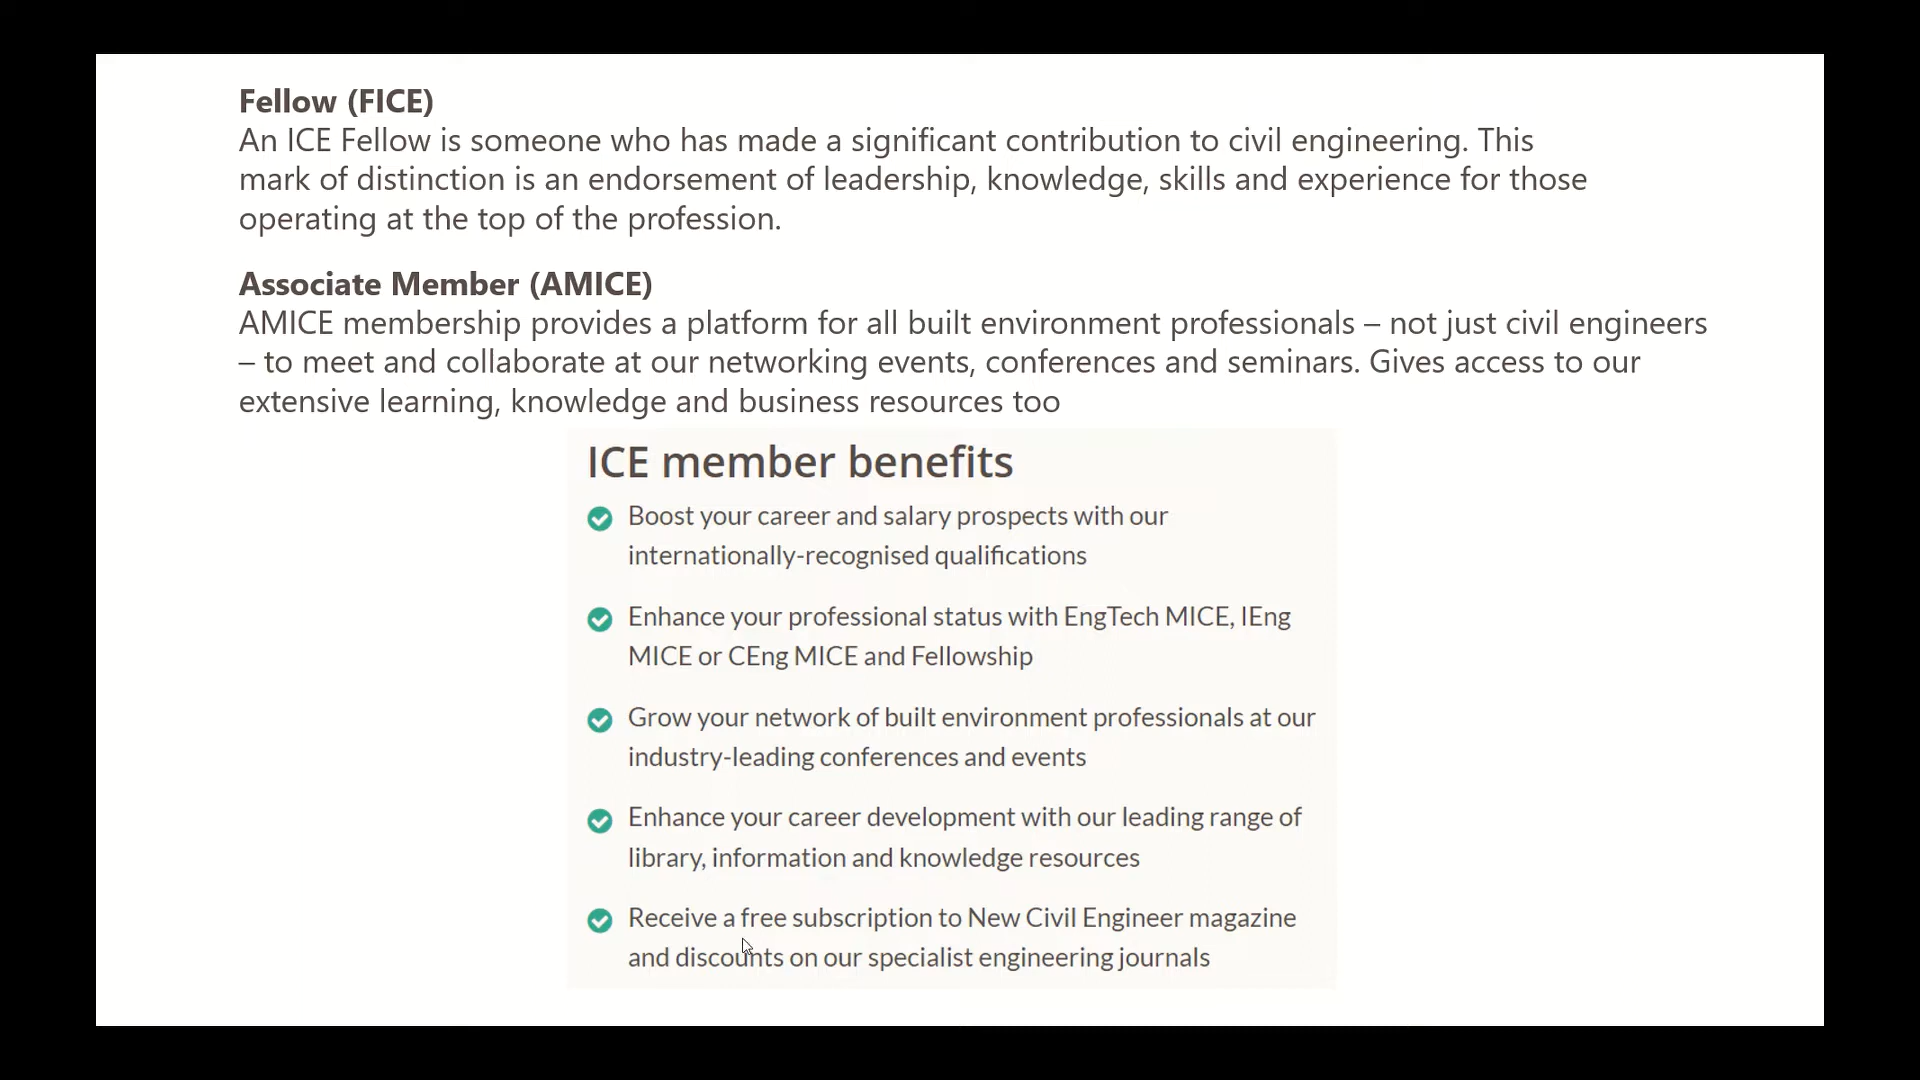 Fellow (FICE)
An ICE Fellow is someone who has made a significant contribution to civil engineering. This
mark of distinction is an endorsement of leadership, knowledge, skills and experience for those
operating at the top of the profession.
Associate Member (AMICE)
AMICE membership provides a platform for all built environment professionals – not just civil engineers
– to meet and collaborate at our networking events, conferences and seminars. Gives access to our
extensive learning, knowledge and business resources too
ICE member benefits
Boost your career and salary prospects with our
internationally-recognised qualifications
Enhance your professional status with EngTech MICE, IEng
MICE or CEng MICE and Fellowship
Grow your network of built environment professionals at our
industry-leading conferences and events
Enhance your career development with our leading range of
library, information and knowledge resources
Receive a free subscription to New Civil Engineer magazine
and discounts on our specialist engineering journals